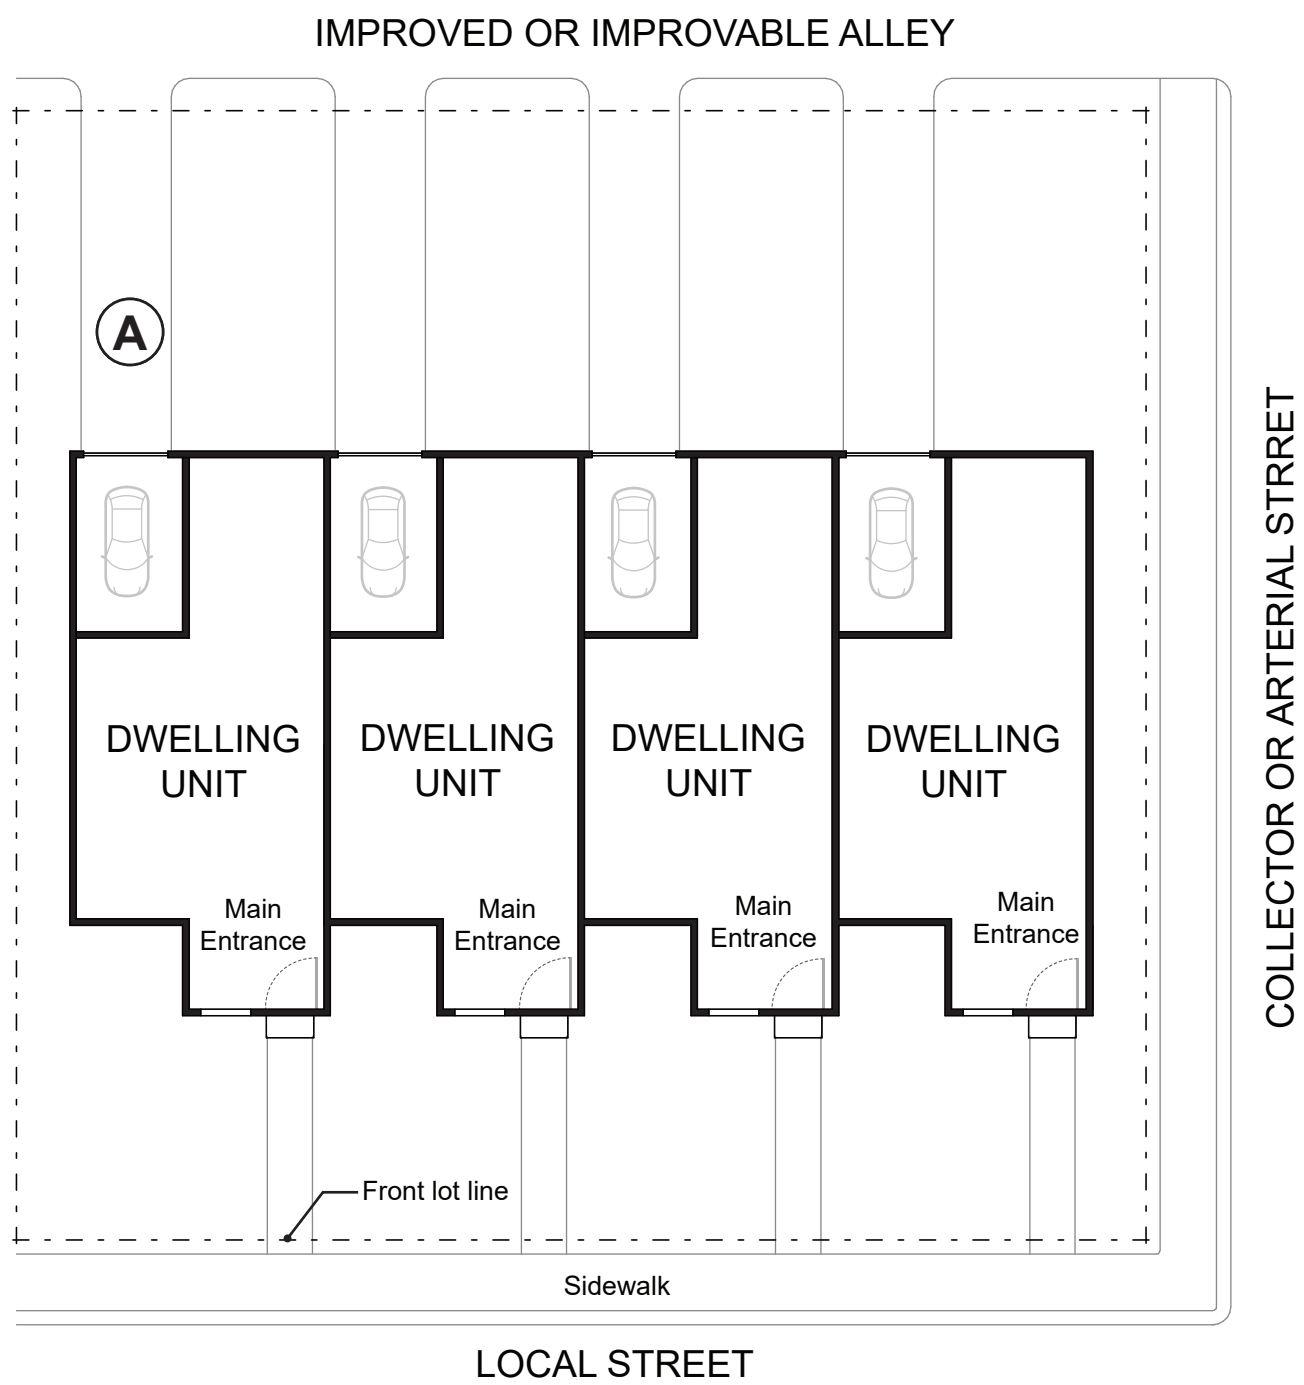 IMPROVED OR IMPROVABLE ALLEY
A
COLLECTOR OR ARTERIAL STRRET
DWELLING
UNIT
DWELLING
UNIT
DWELLING
UNIT
DWELLING
UNIT
Main
Entrance
Main
Entrance
Main
Entrance
Main
Entrance
Front lot line
Sidewalk
LOCAL STREET